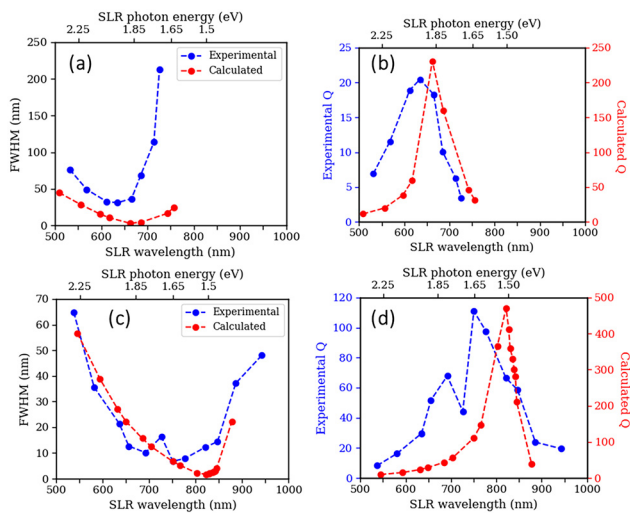 SLR photon energy (eV)
2.25 1.85 1.65 1.50
250
200
150
100
50
0
FWHM (nm)
(a)
Experimental
Calculated
500 600 700 800 900 1000
SLR wavelength (nm)
SLR photon energy (eV)
2.25 1.85 1.65 1.50
25
20
15
10
5
0
Experimental Q
(b)
250
200
150
100
50
0
Calculated Q
500 600 700 800 900 1000
SLR wavelength (nm)
SLR photon energy (eV)
2.25 1.85 1.65 1.5
70
60
50
40
30
20
10
0
FWHM (nm)
(c)
Experimental
Calculated
500 600 700 800 900 1000
SLR wavelength (nm)
SLR photon energy (eV)
2.25 1.85 1.65 1.50
120
100
80
60
40
20
0
Experimental Q
(d)
500
400
300
200
100
0
Calculated Q
500 600 700 800 900 1000
SLR wavelength (nm)